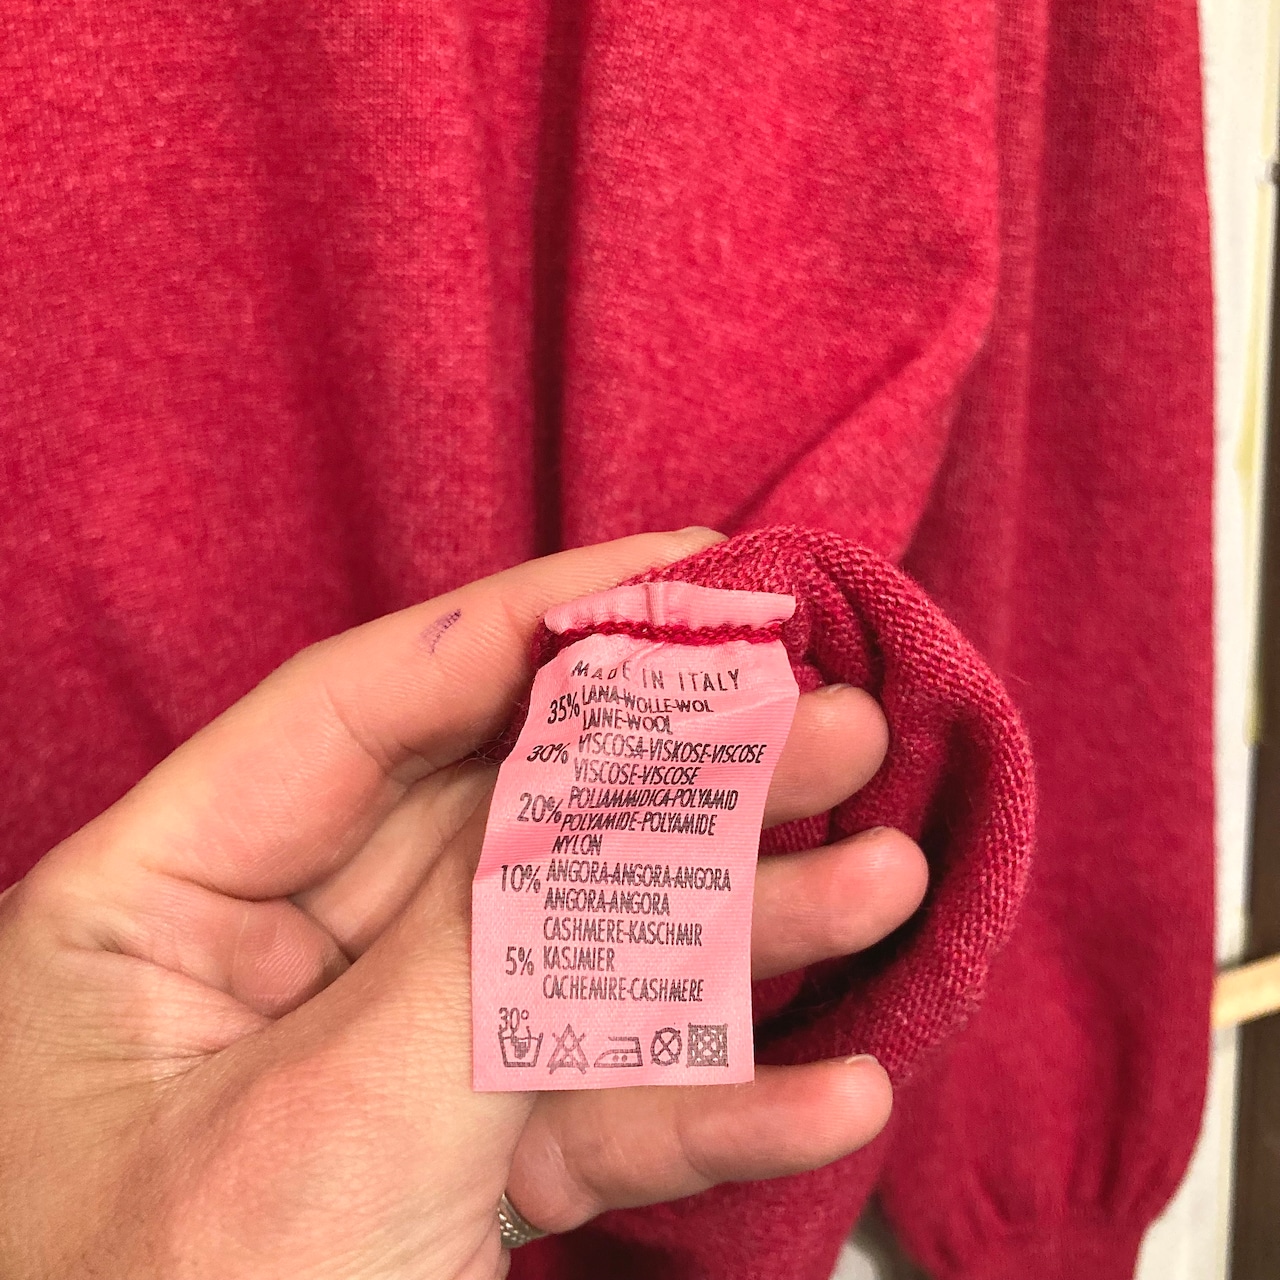 MADE IN ITALY
35% LANA-WOLLE-WOL
LAINE-WOOL
30% VISCOSA-VISKOSE-VISCOSE
VISCOSE-VISCOSE
20% POLIAMMIDICA-POLYAMID
POLYAMIDE-POLYAMIDE
NYLON
10% ANGORA-ANGORA-ANGORA
ANGORA-ANGORA
CASHMERE-KASCHMIR
5% KASJMIER
CACHEMIRE-CASHMERE
30°